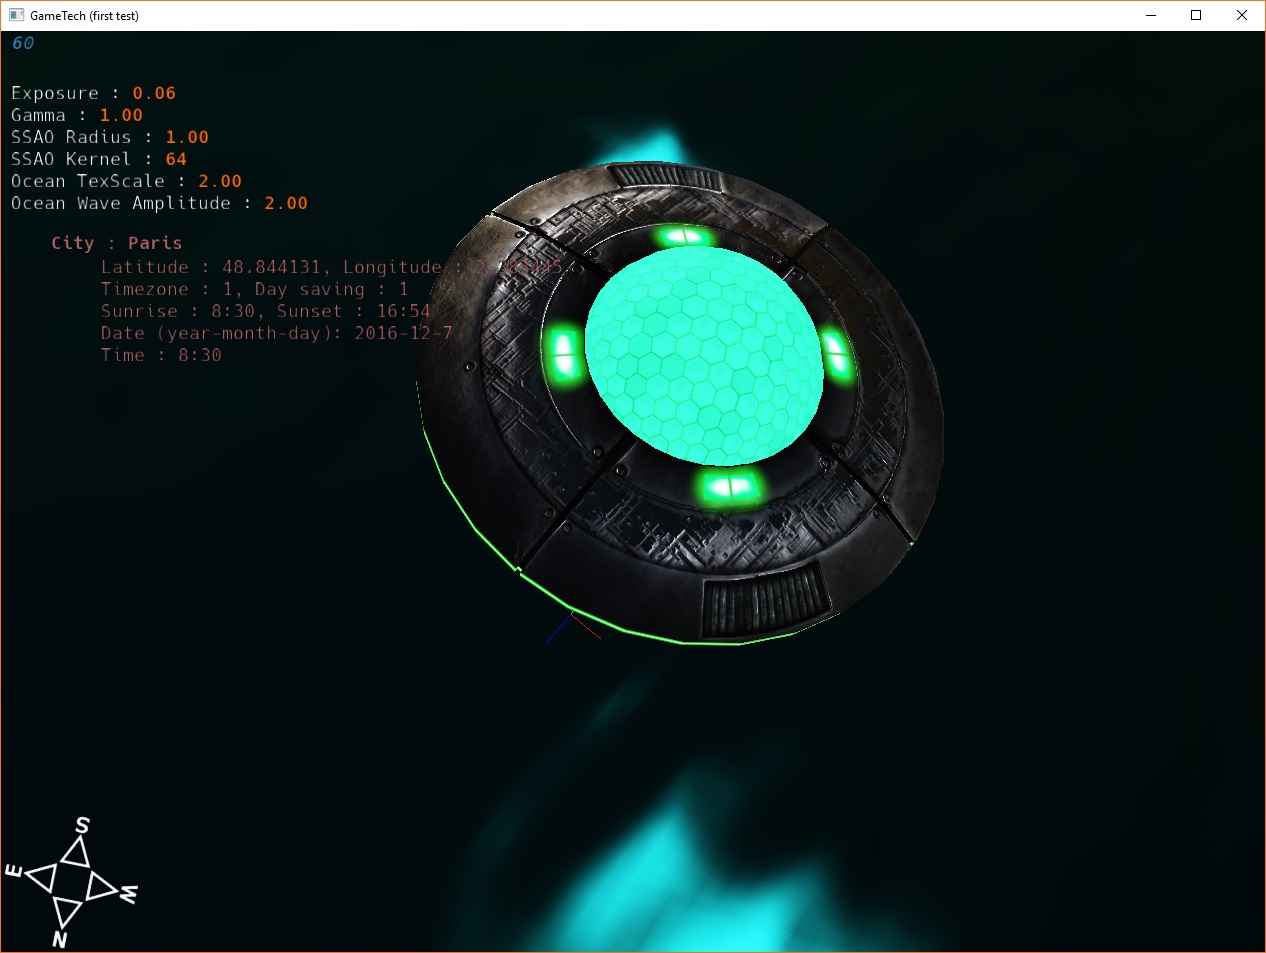 GameTech (first test)
60
Exposure : 0.06
Gamma : 1.00
SSAO Radius : 1.00
SSAO Kernel : 64
Ocean TexScale : 2.00
Ocean Wave Amplitude : 2.00
City : Paris
Latitude : 48.844131, Longitude :
Timezone : 1, Day saving : 1
Sunrise : 8:30, Sunset : 16:54
Date (year-month-day): 2016-12-7
Time : 8:30
S
E
W
N